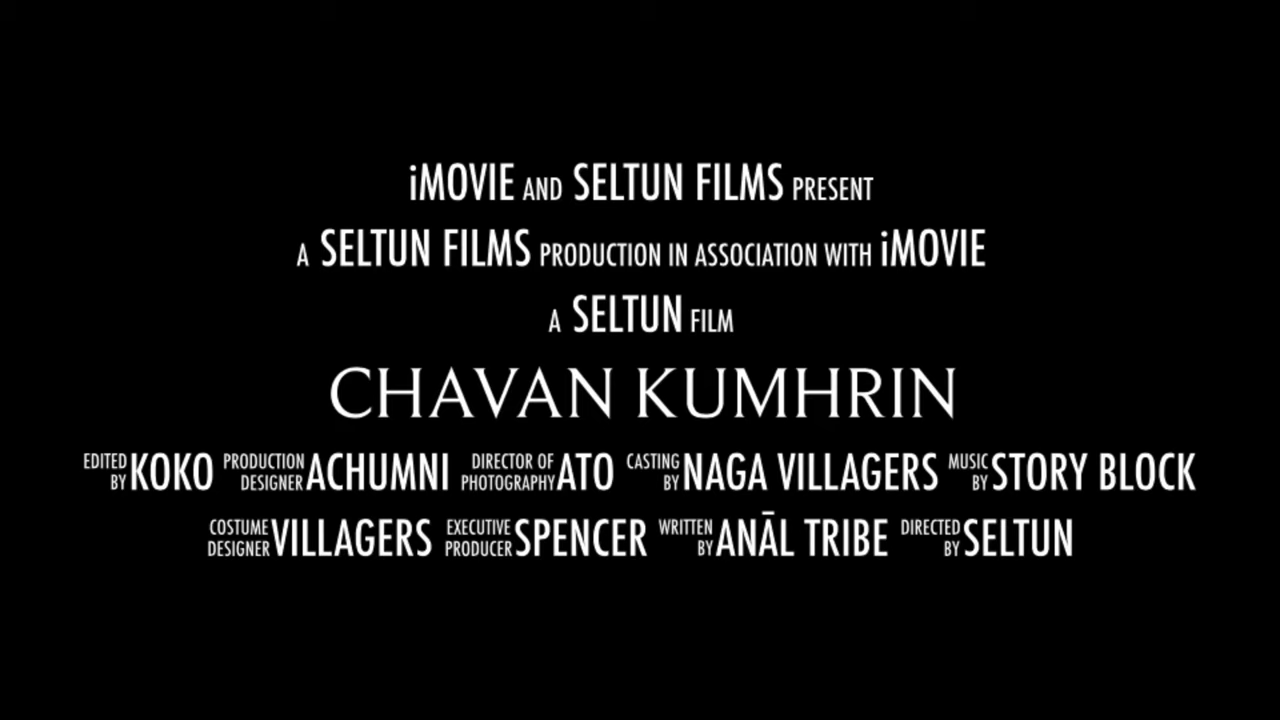 iMOVIE AND SELTUN FILMS PRESENT
A SELTUN FILMS PRODUCTION IN ASSOCIATION WITH iMOVIE
A SELTUN FILM
CHAVAN KUMHRIN
EDITED BY KOKO PRODUCTION DESIGNER ACHUMNI DIRECTOR OF PHOTOGRAPHY ATO CASTING BY NAGA VILLAGERS MUSIC BY STORY BLOCK
COSTUME DESIGNER VILLAGERS EXECUTIVE PRODUCER SPENCER WRITTEN BY ANĀL TRIBE DIRECTED BY SELTUN